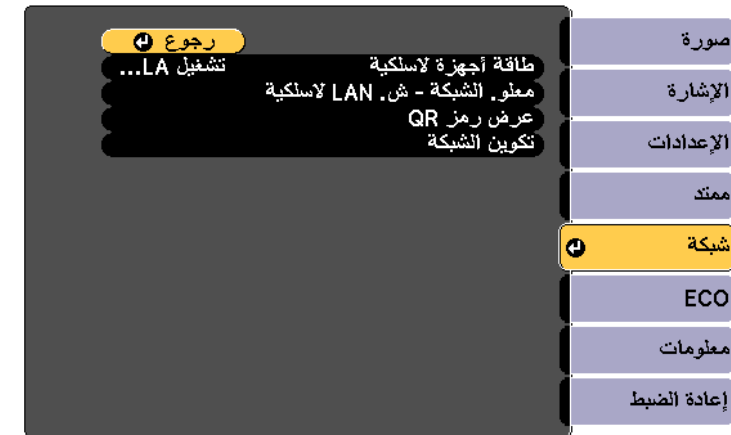 صورة
الإشارة
الإعدادات
ممتد
شبكة
ECO
معلومات
إعادة الضبط
رجوع
طاقة أجهزة لاسلكية تشغيل LA...
معلو. الشبكة - ش. LAN لاسلكية
عرض رمز QR
تكوين الشبكة